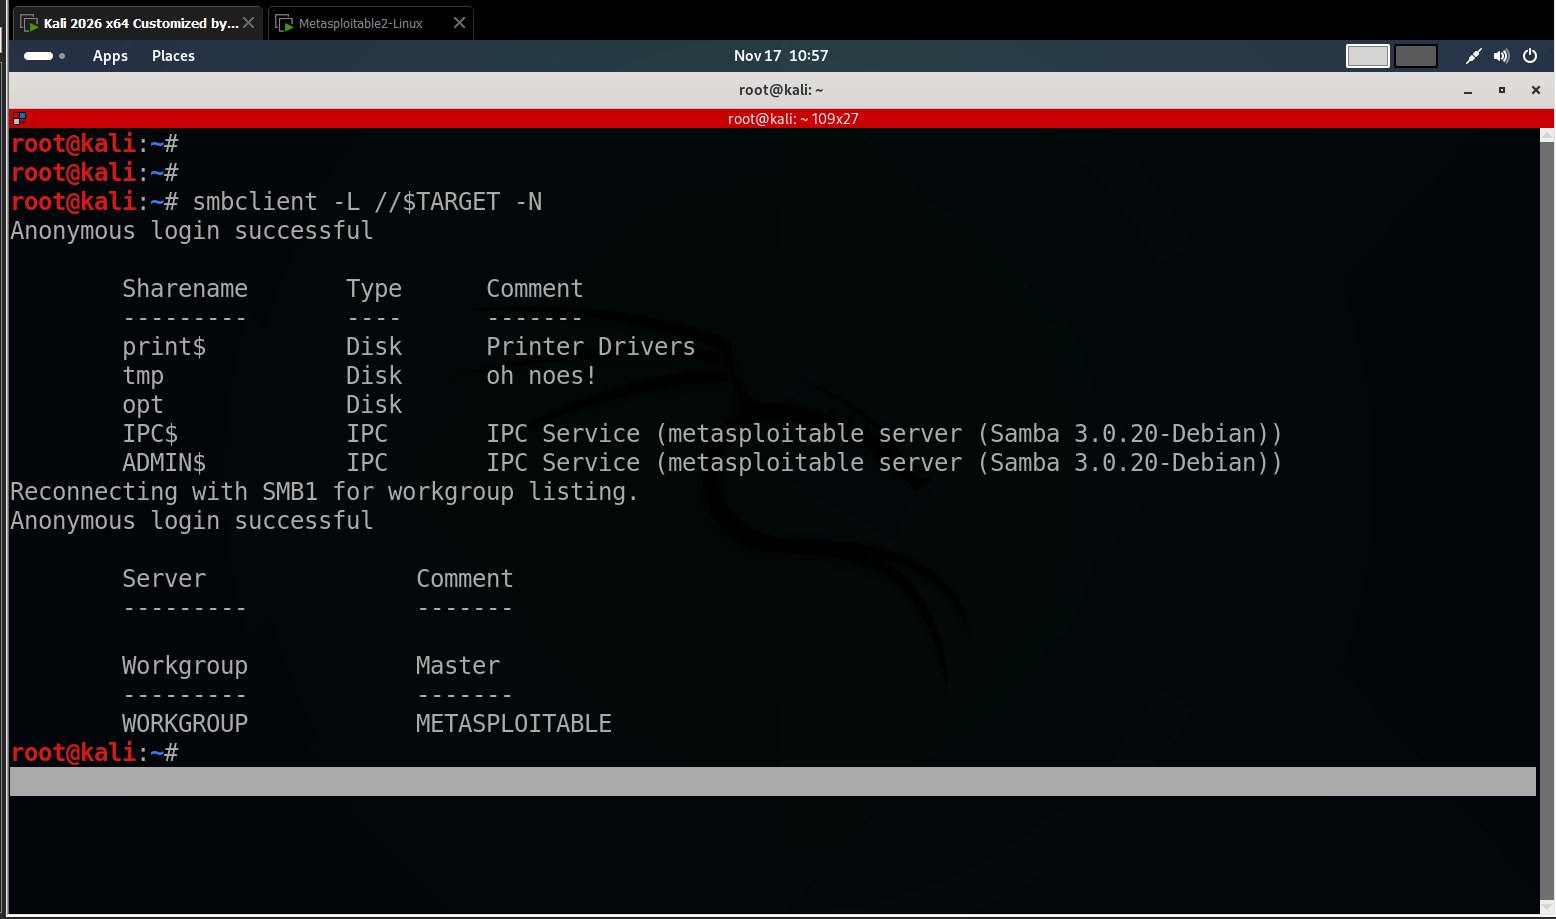 Kali 2026 x64 Customized by... Metasploitable2-Linux
Apps Places Nov 17 10:57
root@kali: ~
root@kali: ~ 109x27
root@kali:~#
root@kali:~#
root@kali:~# smbclient -L //$TARGET -N
Anonymous login successful
Sharename Type Comment
--------- ---- -------
print$ Disk Printer Drivers
tmp Disk oh noes!
opt Disk
IPC$ IPC IPC Service (metasploitable server (Samba 3.0.20-Debian))
ADMIN$ IPC IPC Service (metasploitable server (Samba 3.0.20-Debian))
Reconnecting with SMB1 for workgroup listing.
Anonymous login successful
Server Comment
--------- -------
Workgroup Master
--------- -------
WORKGROUP METASPLOITABLE
root@kali:~#